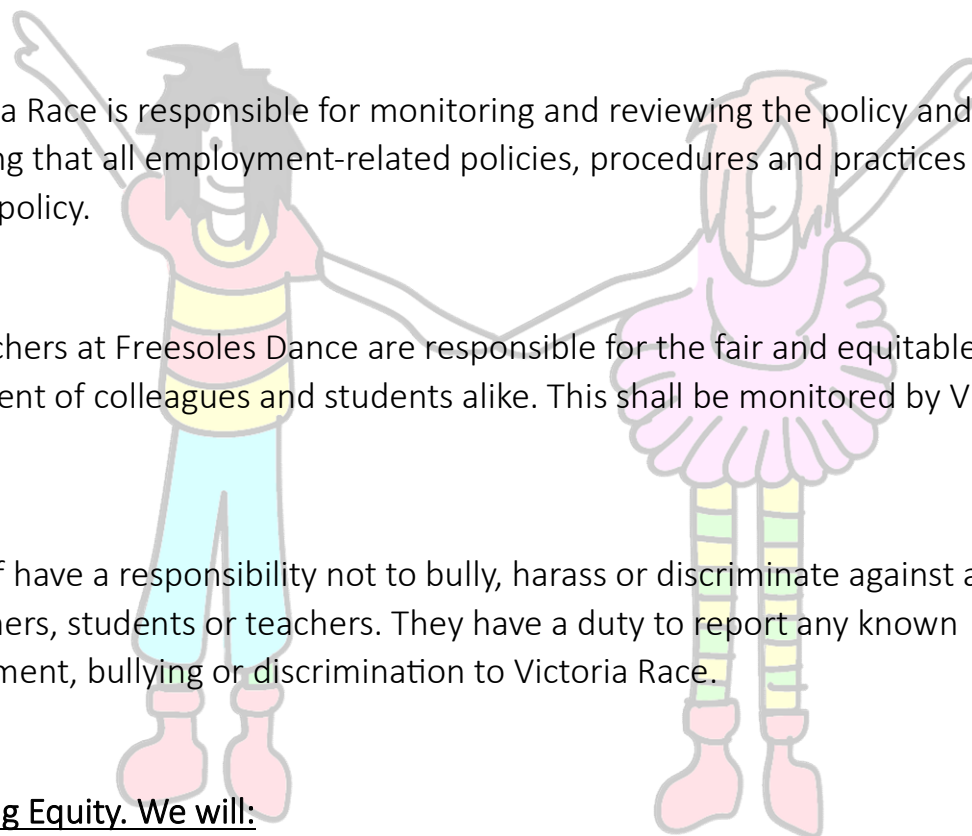 a Race is responsible for monitoring and reviewing the policy and
ng that all employment-related policies, procedures and practices
policy.
chers at Freesoles Dance are responsible for the fair and equitable
ent of colleagues and students alike. This shall be monitored by V
f have a responsibility not to bully, harass or discriminate against a
ners, students or teachers. They have a duty to report any known
ment, bullying or discrimination to Victoria Race.
g Equity. We will: